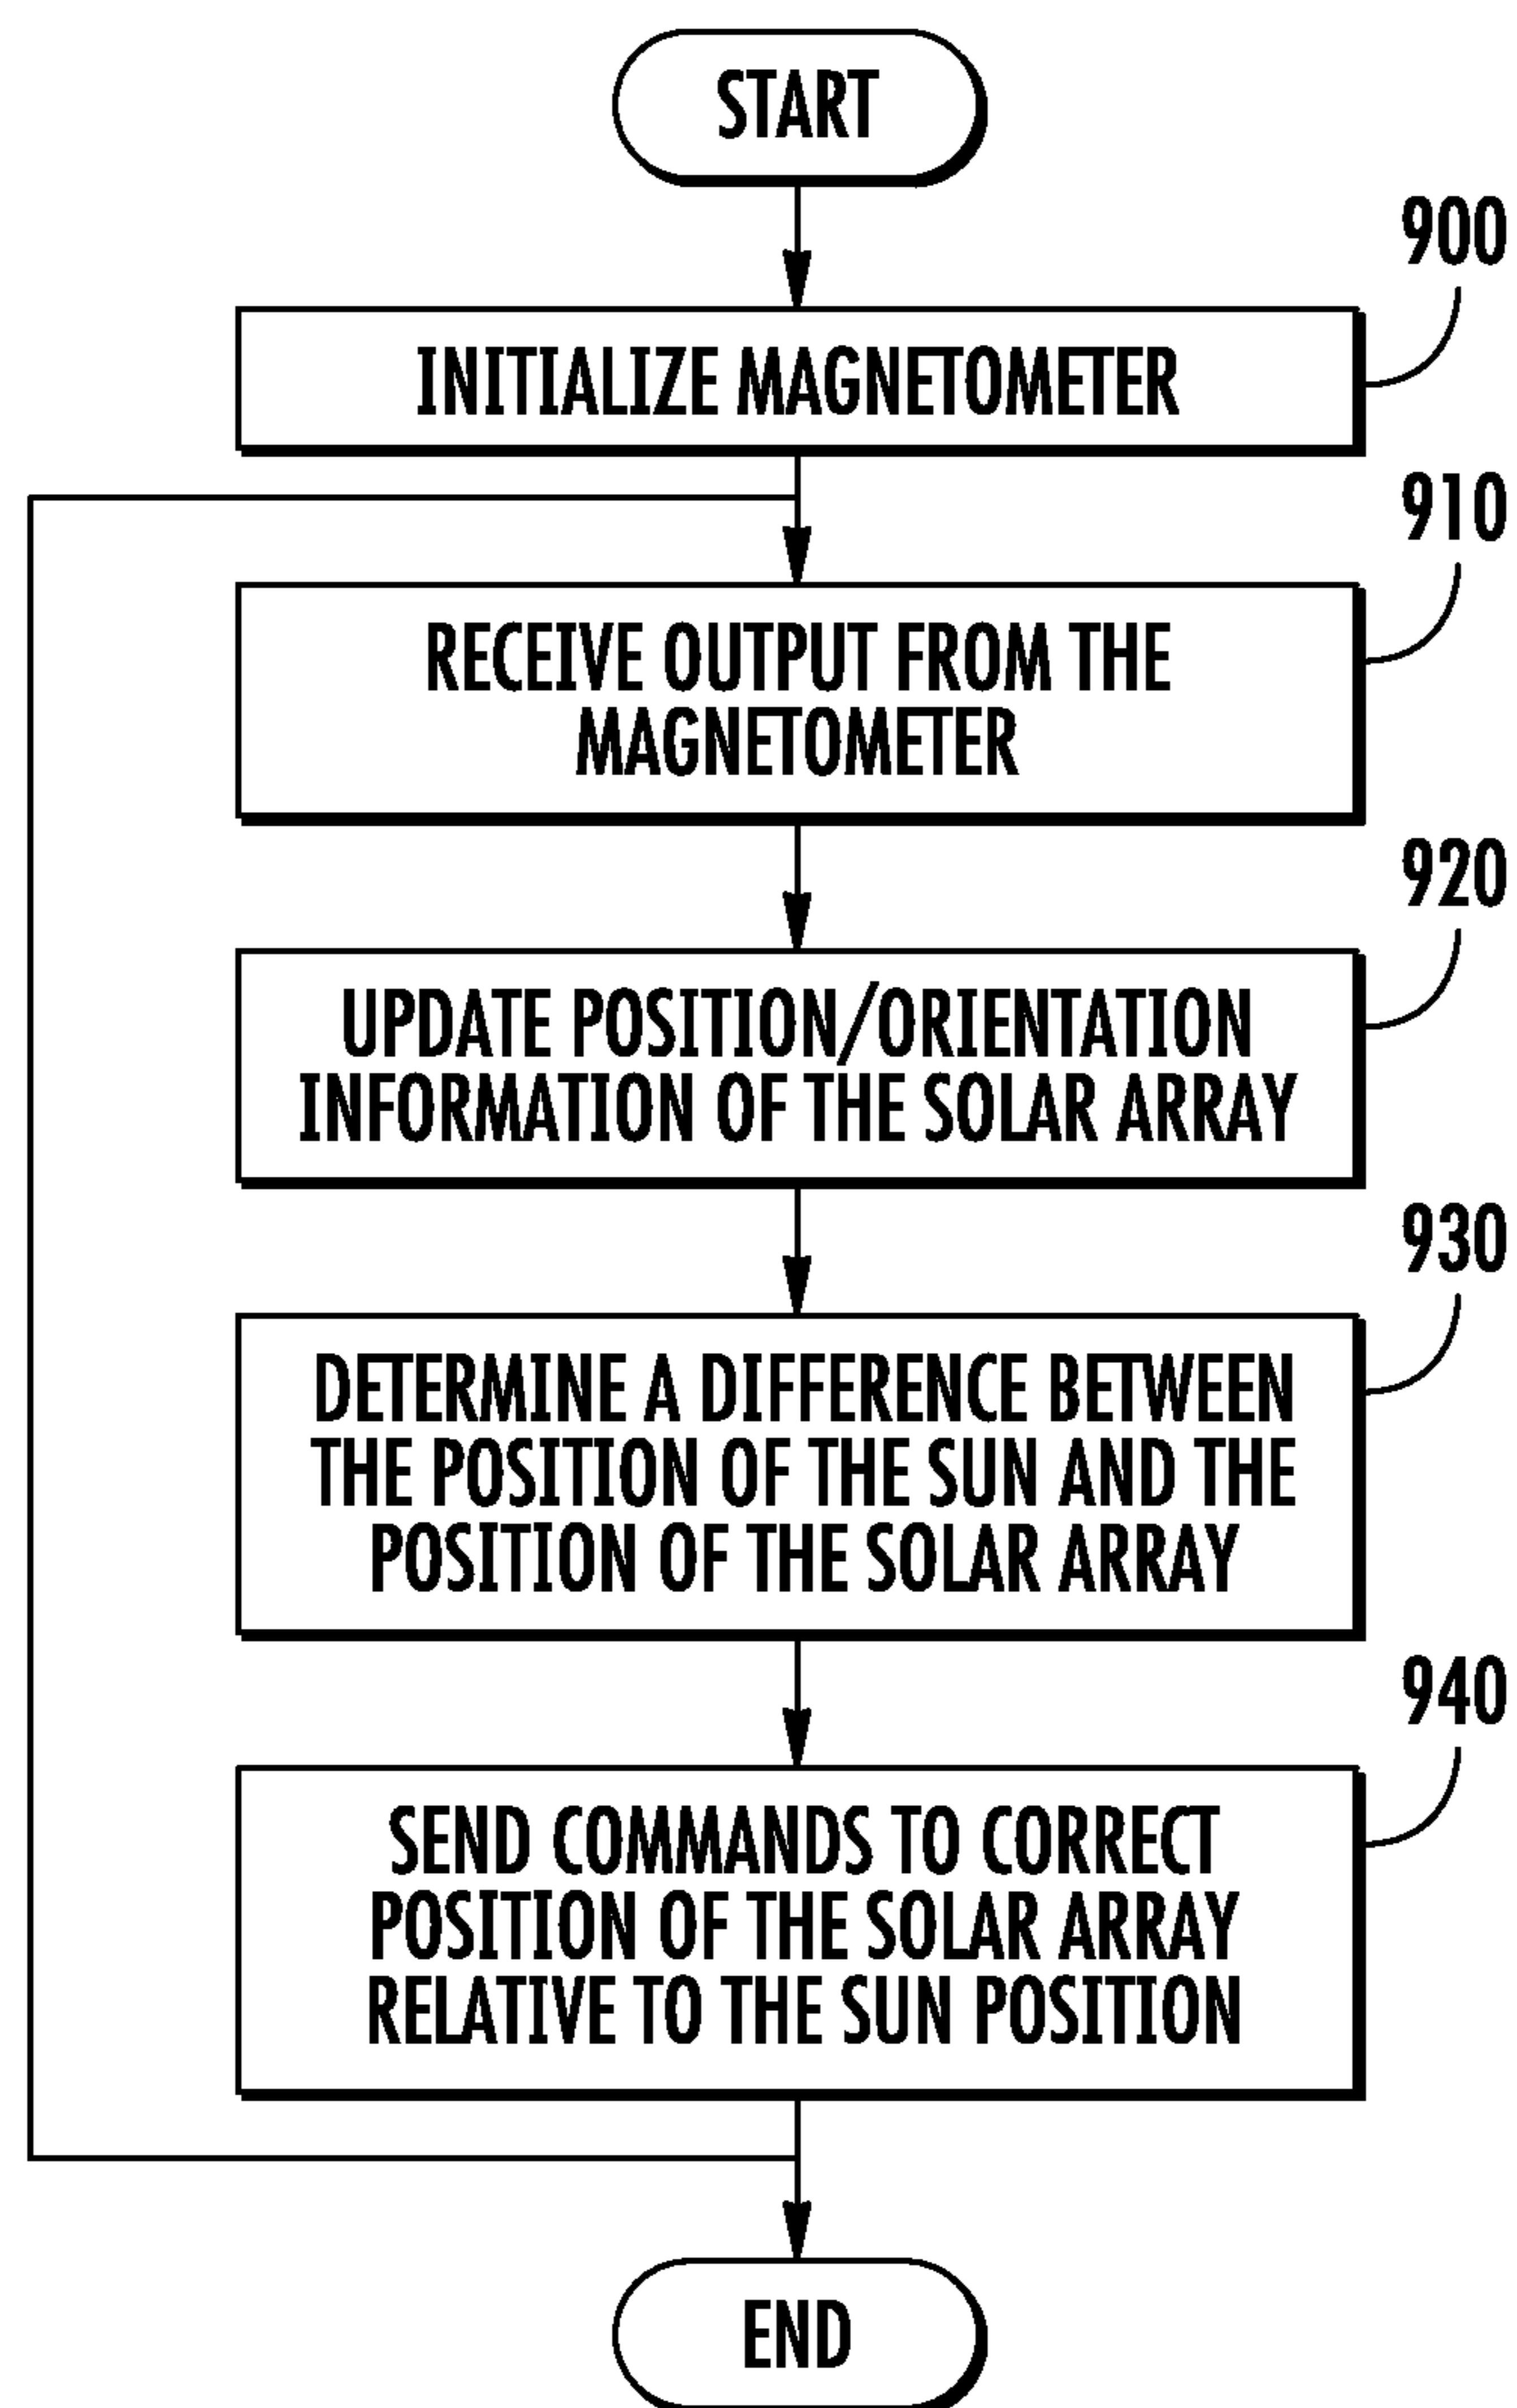 START
900
INITIALIZE MAGNETOMETER
910
RECEIVE OUTPUT FROM THE
MAGNETOMETER
920
UPDATE POSITION/ORIENTATION
INFORMATION OF THE SOLAR ARRAY
930
DETERMINE A DIFFERENCE BETWEEN
THE POSITION OF THE SUN AND THE
POSITION OF THE SOLAR ARRAY
940
SEND COMMANDS TO CORRECT
POSITION OF THE SOLAR ARRAY
RELATIVE TO THE SUN POSITION
END